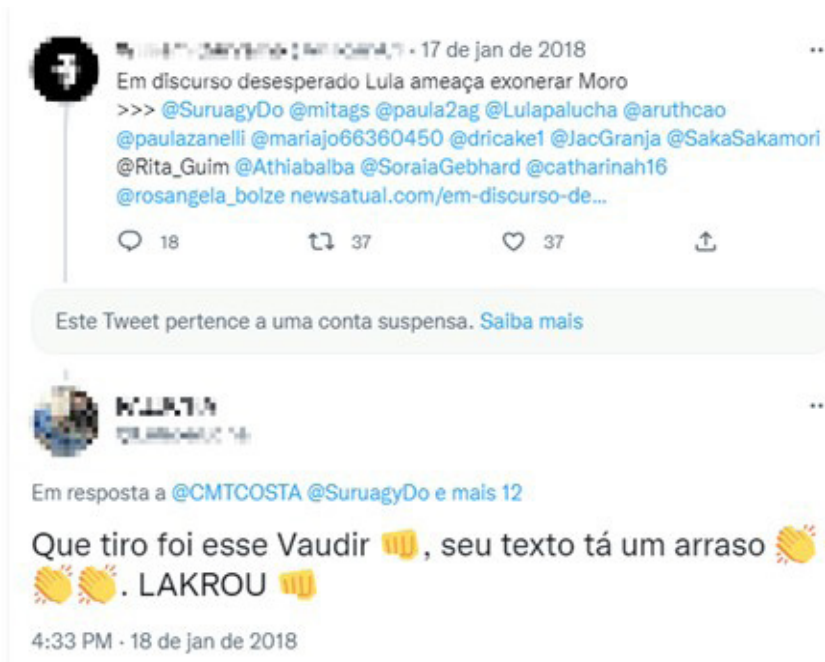 · 17 de jan de 2018
Em discurso desesperado Lula ameaça exonerar Moro
>>> @SuruagyDo @mitags @paula2ag @Lulapalucha @aruthcao
@paulazanelli @mariajo66360450 @dricake1 @JacGranja @SakaSakamori
@Rita_Guim @Athiabalba @SoraiaGebhard @catharinah16
@rosangela_bolze newsatual.com/em-discurso-de...
18 37 37
Este Tweet pertence a uma conta suspensa. Saiba mais
Em resposta a @CMTCOSTA @SuruagyDo e mais 12
Que tiro foi esse Vaudir 👊, seu texto tá um arraso 👏
👏👏. LAKROU 👊
4:33 PM · 18 de jan de 2018